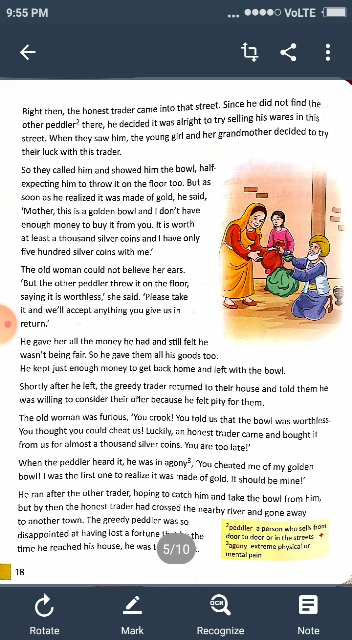 9:55 PM
VoLTE
Right then, the honest trader came into that street. Since he did not find the
other peddler² there, he decided it was alright to try selling his wares in this
street. When they saw him, the young girl and her grandmother decided to try
their luck with this trader.
So they called him and showed him the bowl, half-
expecting him to throw it on the floor too. But as
soon as he realized it was made of gold, he said,
'Mother, this is a golden bowl and I don't have
enough money to buy it from you. It is worth
at least a thousand silver coins and I have only
five hundred silver coins with me.'
The old woman could not believe her ears.
'But the other peddler threw it on the floor,
saying it is worthless,' she said. 'Please take
it and we'll accept anything you give us in
return.'
He gave her all the money he had and still felt he
wasn't being fair. So he gave them all his goods too.
He kept just enough money to get back home and left with the bowl.
Shortly after he left, the greedy trader returned to their house and told them he
was willing to consider their offer because he felt pity for them.
The old woman was furious, 'You crook! You told us that the bowl was worthless.
You thought you could cheat us! Luckily, an honest trader came and bought it
from us for almost a thousand silver coins. You are too late!'
When the peddler heard it, he was in agony³, 'You cheated me of my golden
bowl! I was the first one to realize it was made of gold. It should be mine!'
He ran after the other trader, hoping to catch him and take the bowl from him,
but by then the honest trader had crossed the nearby river and gone away
to another town. The greedy peddler was so
disappointed at having lost a fortune the
time he reached his house, he was
²peddler a person who sells from
door to door or in the streets
³agony extreme physical or
mental pain
5/10
18
Rotate
Mark
OCR
Recognize
Note